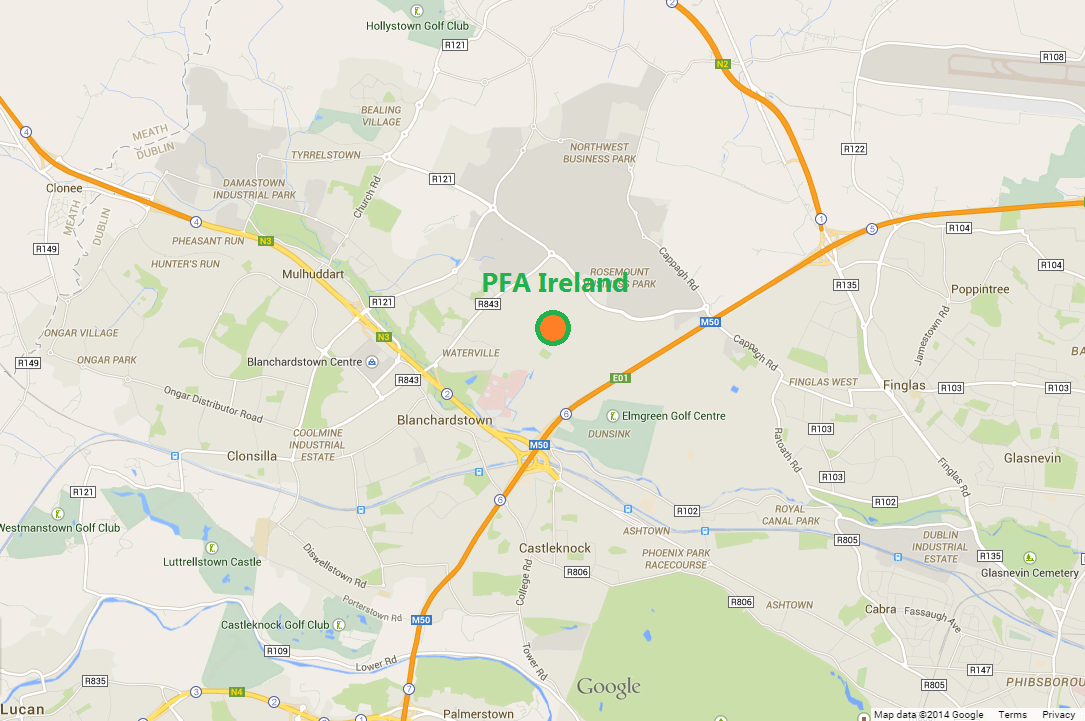 Hollystown Golf Club
R121
2
N2
R108
BEALING
VILLAGE
4
MEATH
DUBLIN
TYRRELSTOWN
NORTHWEST
BUSINESS PARK
R122
Clonee
DAMASTOWN
INDUSTRIAL PARK
R121
Church Rd
MEATH
DUBLIN
4
1
5
R104
R149
PHEASANT RUN
N3
HUNTER'S RUN
Mulhuddart
Cappagh Rd
R104
PFA Ireland
ROSEMOUNT
R135
Poppintree
R121
R843
M50
ONGAR VILLAGE
N3
WATERVILLE
Cappagh Rd
Jamestown Rd
BA
R149
ONGAR PARK
Blanchardstown Centre
R843
E01
FINGLAS WEST
Finglas
R103
R103
2
Ongar Distributor Road
Blanchardstown
6
Elmgreen Golf Centre
DUNSINK
R103
COOLMINE
INDUSTRIAL
ESTATE
M50
Clonsilla
Ratoath Rd
Finglas Rd
Glasnevin
R103
R121
6
R102
R102
Westmanstown Golf Club
ROYAL
CANAL PARK
ASHTOWN
R805
DUBLIN
INDUSTRIAL
ESTATE
Luttrellstown Castle
Castleknock
PHOENIX PARK
RACECOURSE
R135
Diswellstown Rd
R806
Glasnevin Cemetery
College Rd
R806
ASHTOWN
Cabra
Fassaugh Ave
Porterstown Rd
M50
Castleknock Golf Club
R109
Lower Rd
Tower Rd
R147
R835
R805
PHIBSBOROU
3
N4
2
7
Google
Lucan
1
Palmerstown
Map data ©2014 Google
Terms
Privacy